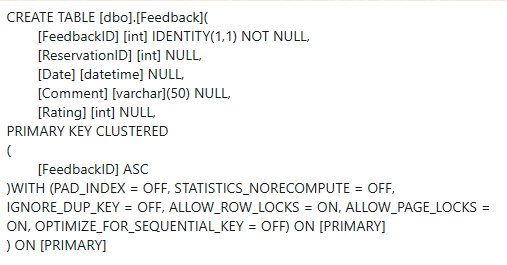 CREATE TABLE [dbo].[Feedback](
[FeedbackID] [int] IDENTITY(1,1) NOT NULL,
[ReservationID] [int] NULL,
[Date] [datetime] NULL,
[Comment] [varchar](50) NULL,
[Rating] [int] NULL,
PRIMARY KEY CLUSTERED
(
[FeedbackID] ASC
)WITH (PAD_INDEX = OFF, STATISTICS_NORECOMPUTE = OFF,
IGNORE_DUP_KEY = OFF, ALLOW_ROW_LOCKS = ON, ALLOW_PAGE_LOCKS =
ON, OPTIMIZE_FOR_SEQUENTIAL_KEY = OFF) ON [PRIMARY]
) ON [PRIMARY]